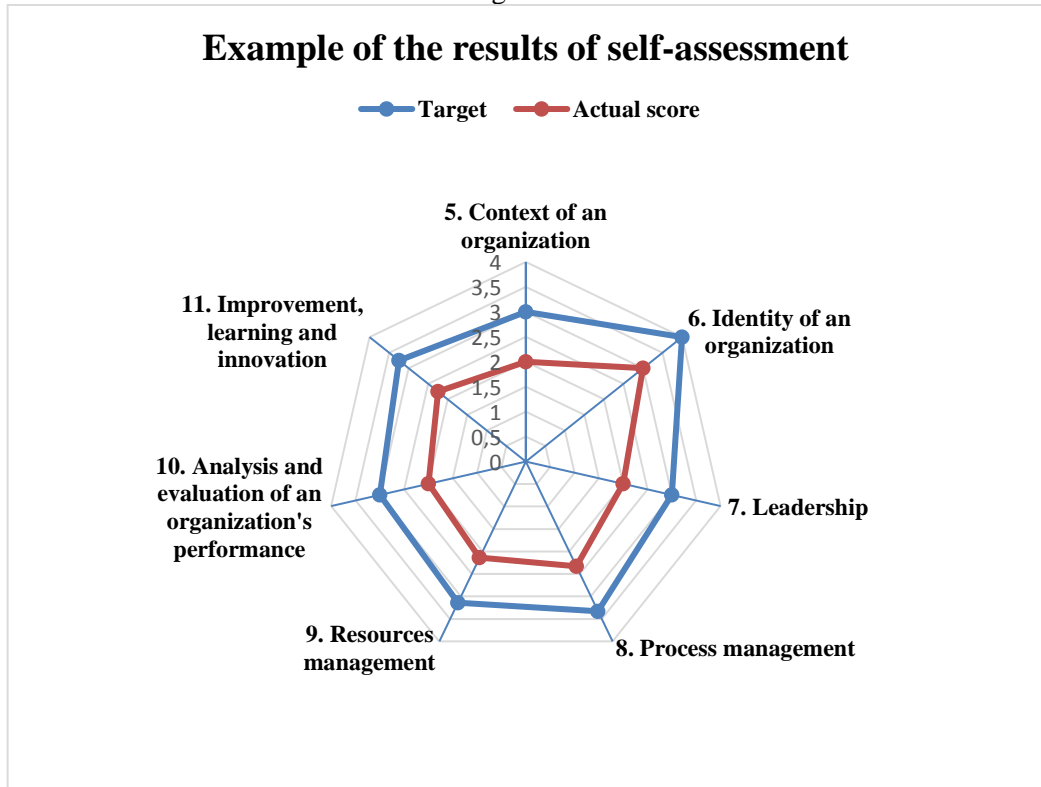 Example of the results of self-assessment
Target
Actual score
5. Context of an
organization
4
3,5
3
2,5
2
1,5
1
0,5
0
6. Identity of an
organization
7. Leadership
8. Process management
9. Resources
management
10. Analysis and
evaluation of an
organization's
performance
11. Improvement,
learning and
innovation